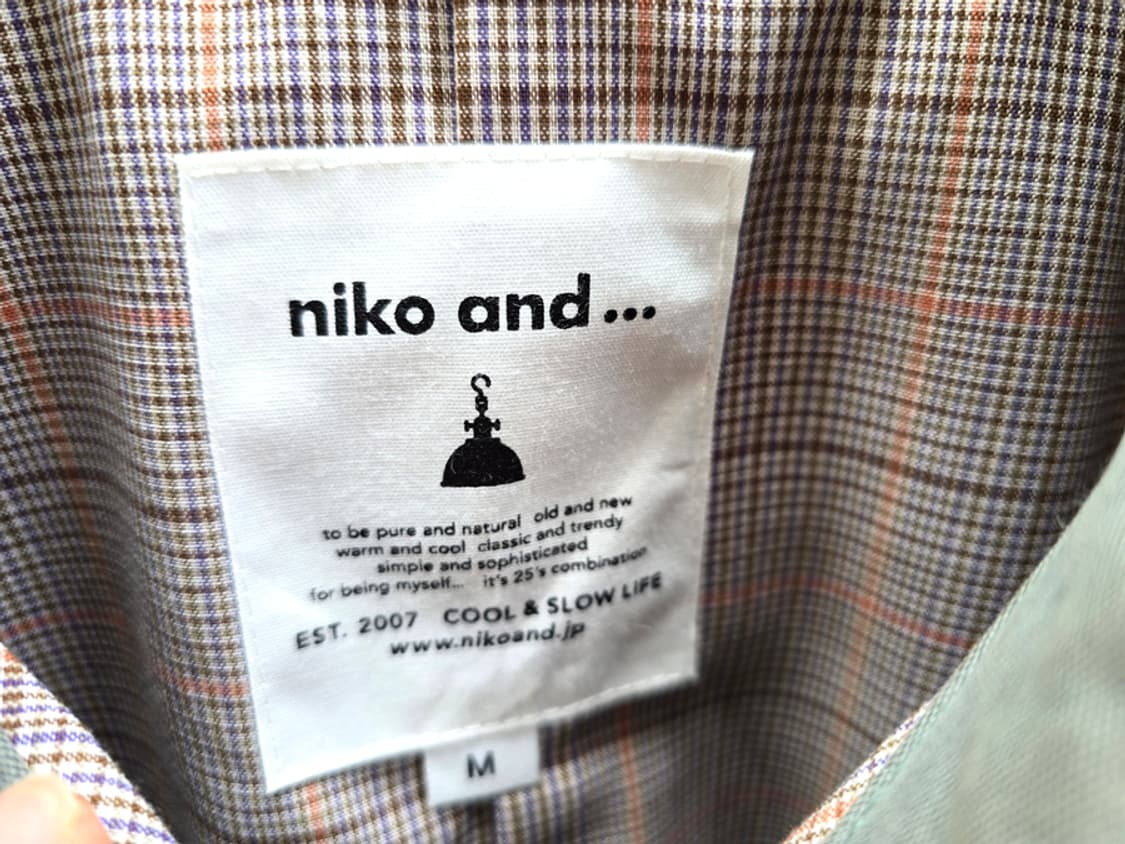 niko and...
to be pure and natural old and new
warm and cool classic and trendy
simple and sophisticated
for being myself... it's 25's combination
EST. 2007 COOL & SLOW LIFE
www.nikoand.jp
M